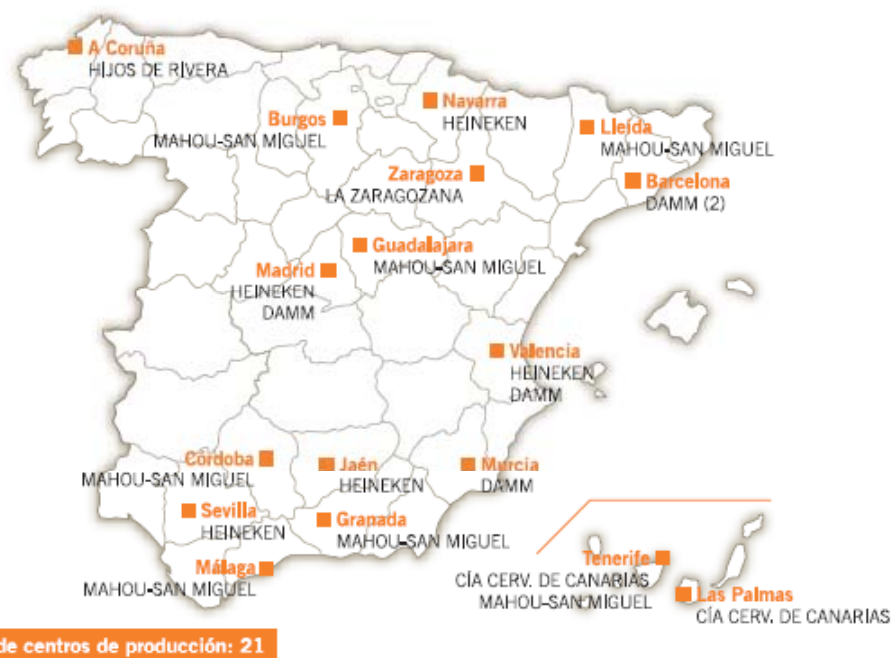 A Coruña
HIJOS DE RIVERA
Navarra
HEINEKEN
Burgos
MAHOU-SAN MIGUEL
Lleida
MAHOU-SAN MIGUEL
Zaragoza
LA ZARAGOZANA
Barcelona
DAMM (2)
Guadalajara
MAHOU-SAN MIGUEL
Madrid
HEINEKEN
DAMM
Valencia
HEINEKEN
DAMM
Córdoba
MAHOU-SAN MIGUEL
Jaén
HEINEKEN
Murcia
DAMM
Sevilla
HEINEKEN
Granada
MAHOU-SAN MIGUEL
Málaga
MAHOU-SAN MIGUEL
Tenerife
CÍA CERV. DE CANARIAS
MAHOU-SAN MIGUEL
Las Palmas
CÍA CERV. DE CANARIAS
de centros de producción: 21